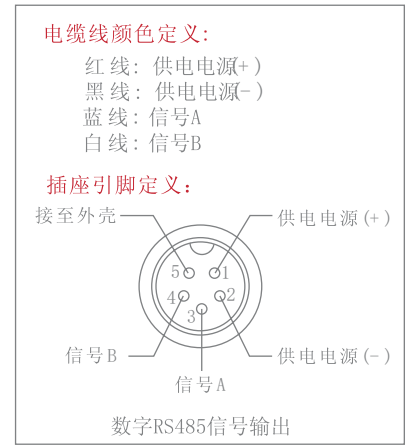 电缆线颜色定义:
红线: 供电电源(+)
黑线: 供电电源(-)
蓝线: 信号A
白线: 信号B
插座引脚定义:
接至外壳
供电电源(+)
5
1
4
2
3
信号B
供电电源(-)
信号A
数字RS485信号输出